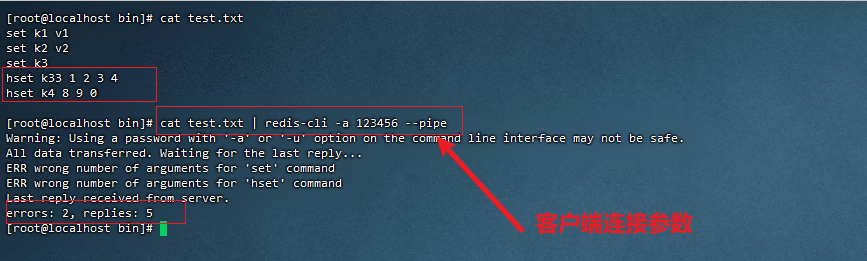 [root@localhost bin]# cat test.txt
set k1 v1
set k2 v2
set k3
hset k33 1 2 3 4
hset k4 8 9 0
[root@localhost bin]# cat test.txt | redis-cli -a 123456 --pipe
Warning: Using a password with '-a' or '-u' option on the command line interface may not be safe.
All data transferred. Waiting for the last reply...
ERR wrong number of arguments for 'set' command
ERR wrong number of arguments for 'hset' command
Last reply received from server.
errors: 2, replies: 5
[root@localhost bin]#
客户端连接参数